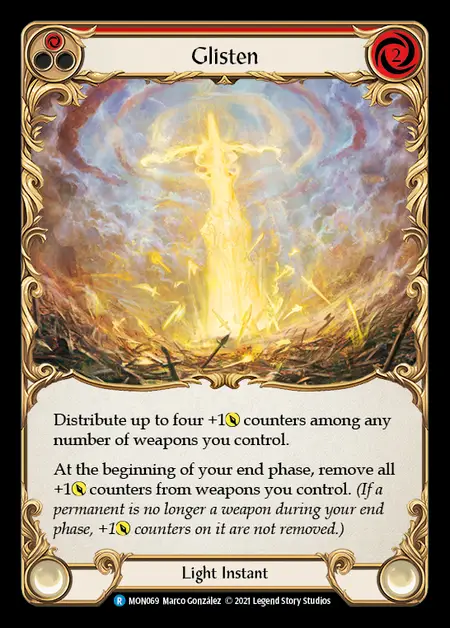 Glisten
2
Distribute up to four +1 counters among any
number of weapons you control.
At the beginning of your end phase, remove all
+1 counters from weapons you control. (If a
permanent is no longer a weapon during your end
phase, +1 counters on it are not removed.)
Light Instant
R MON069 Marco González © 2021 Legend Story Studios